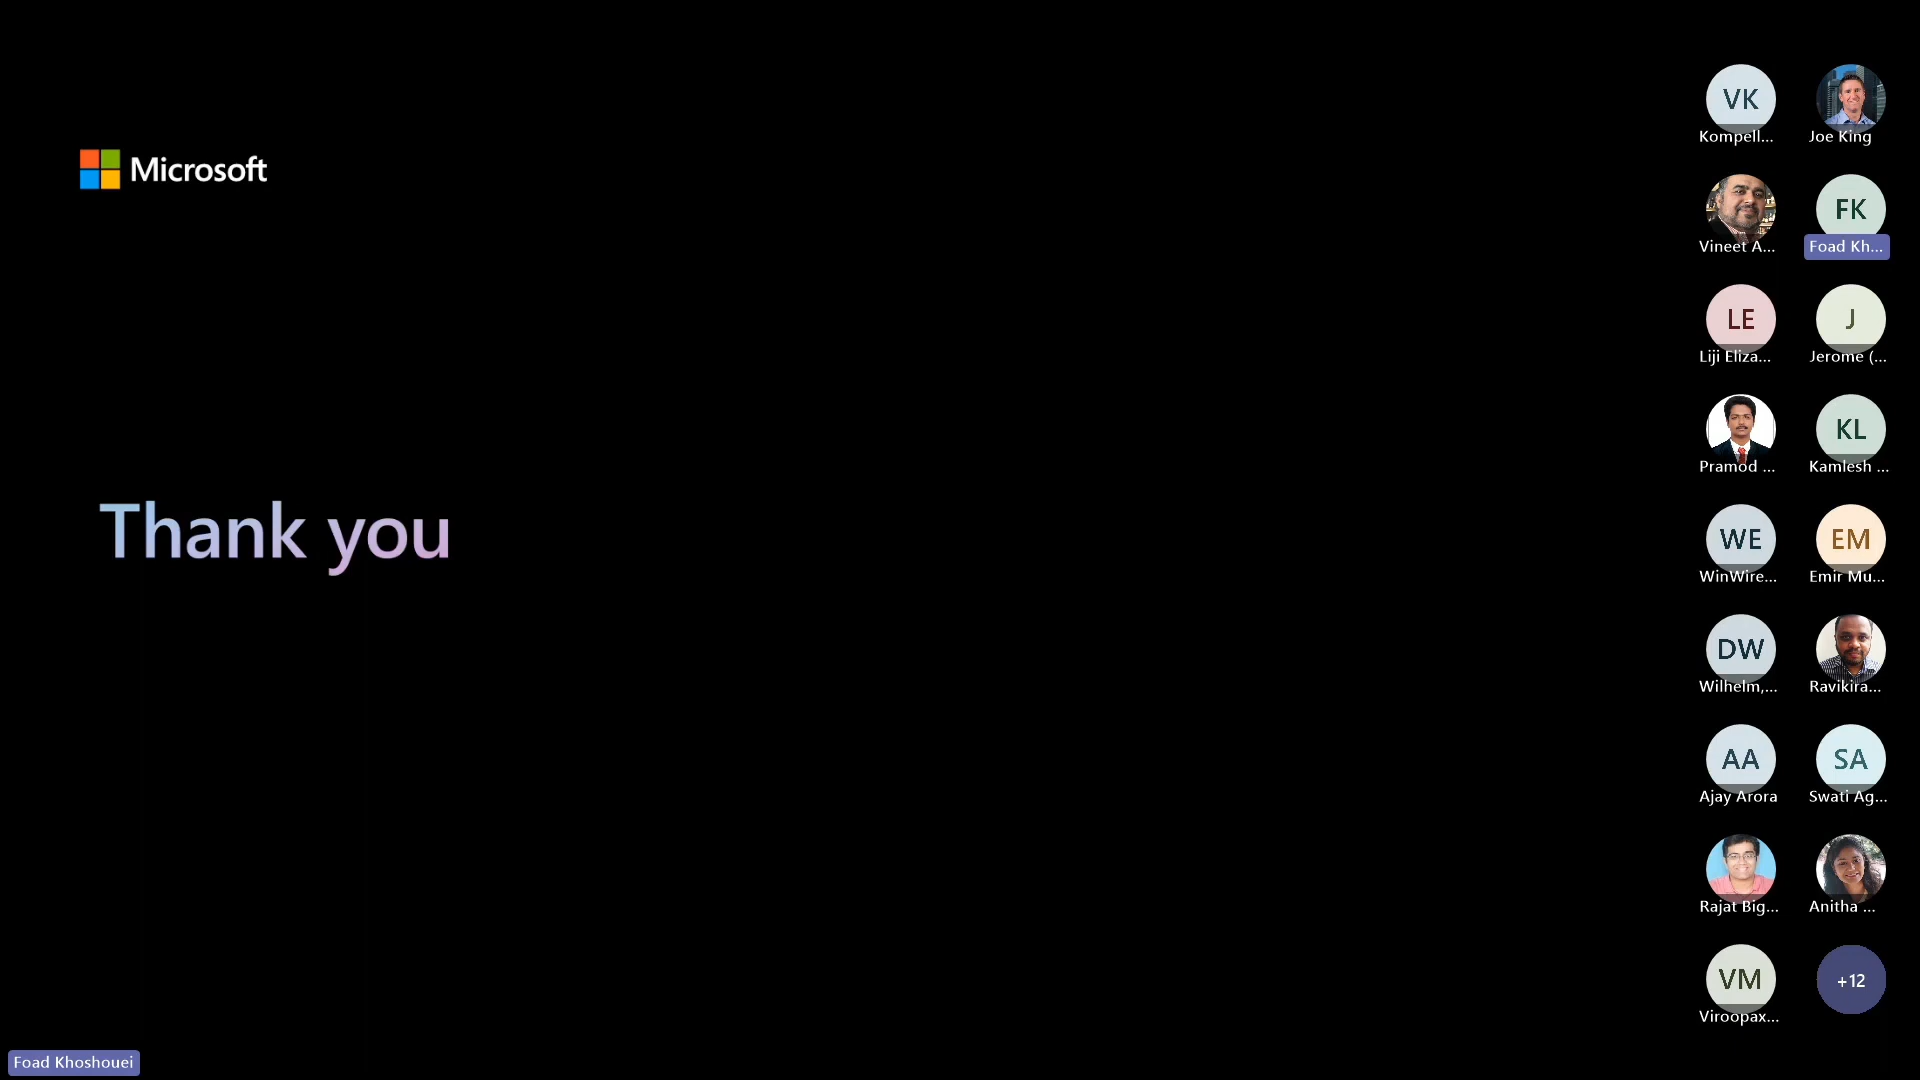 Microsoft
Thank you
VK
Kompell...
Joe King
Vineet A...
FK
Foad Kh...
LE
Liji Eliza...
J
Jerome (...
Pramod ...
KL
Kamlesh ...
WE
WinWire...
EM
Emir Mu...
DW
Wilhelm,...
Ravikira...
AA
Ajay Arora
SA
Swati Ag...
Rajat Big...
Anitha ...
VM
Viroopax...
+12
Foad Khoshouei